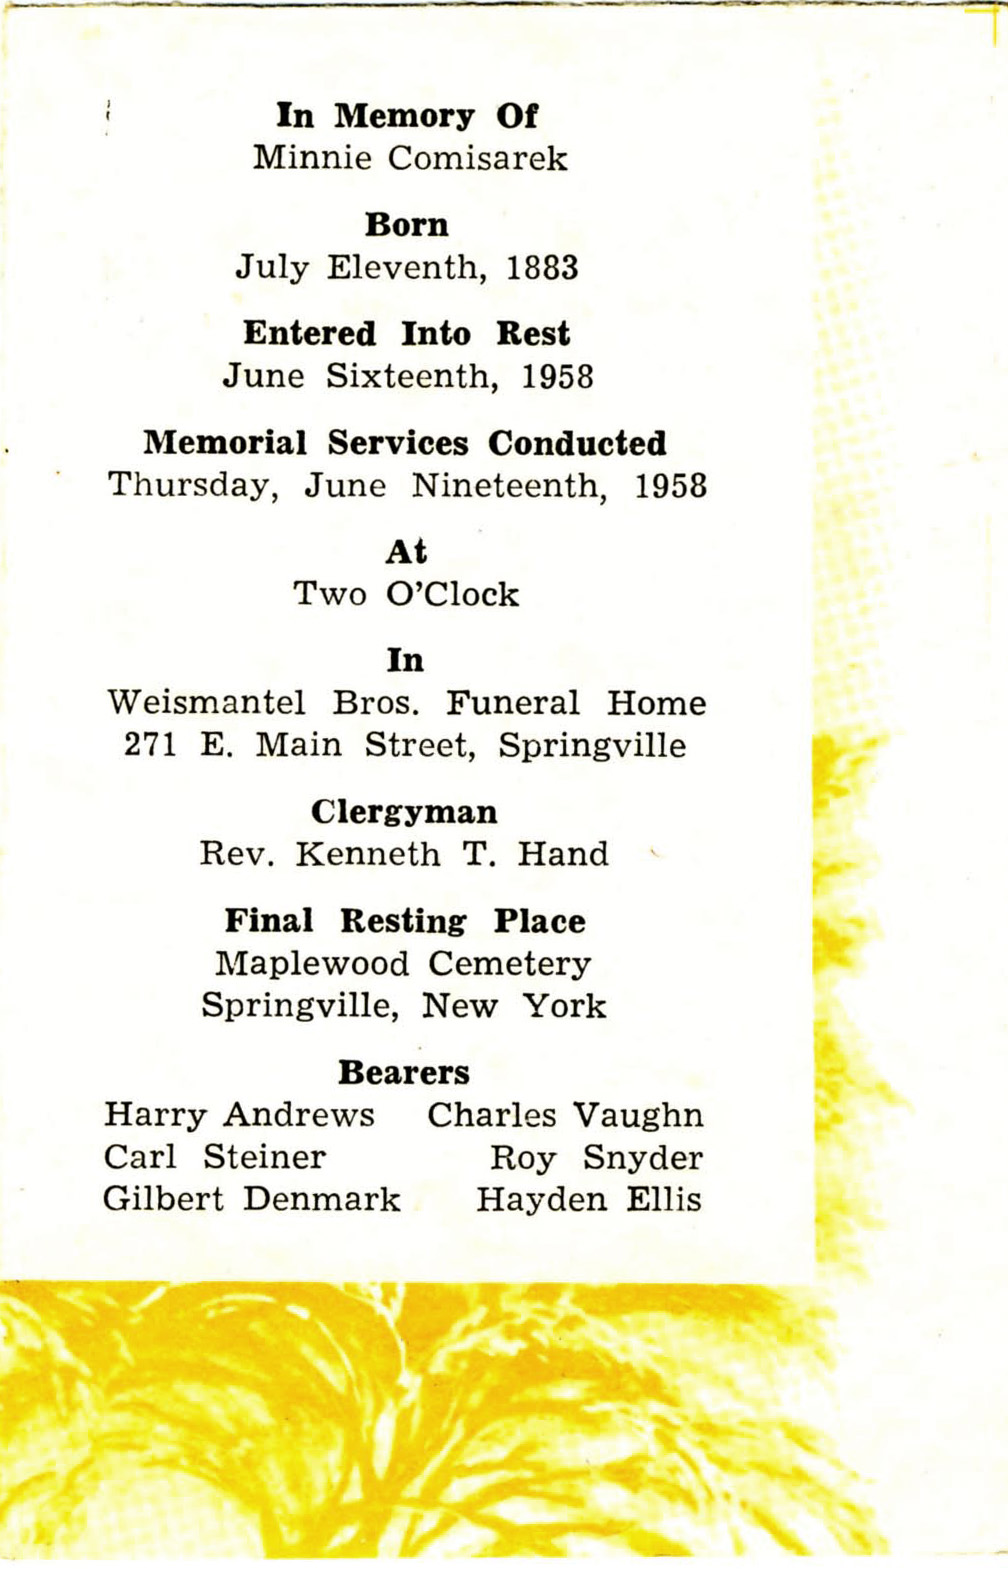 In Memory Of
Minnie Comisarek
Born
July Eleventh, 1883
Entered Into Rest
June Sixteenth, 1958
Memorial Services Conducted
Thursday, June Nineteenth, 1958
At
Two O'Clock
In
Weismantel Bros. Funeral Home
271 E. Main Street, Springville
Clergyman
Rev. Kenneth T. Hand
Final Resting Place
Maplewood Cemetery
Springville, New York
Bearers
Harry Andrews Charles Vaughn
Carl Steiner Roy Snyder
Gilbert Denmark Hayden Ellis